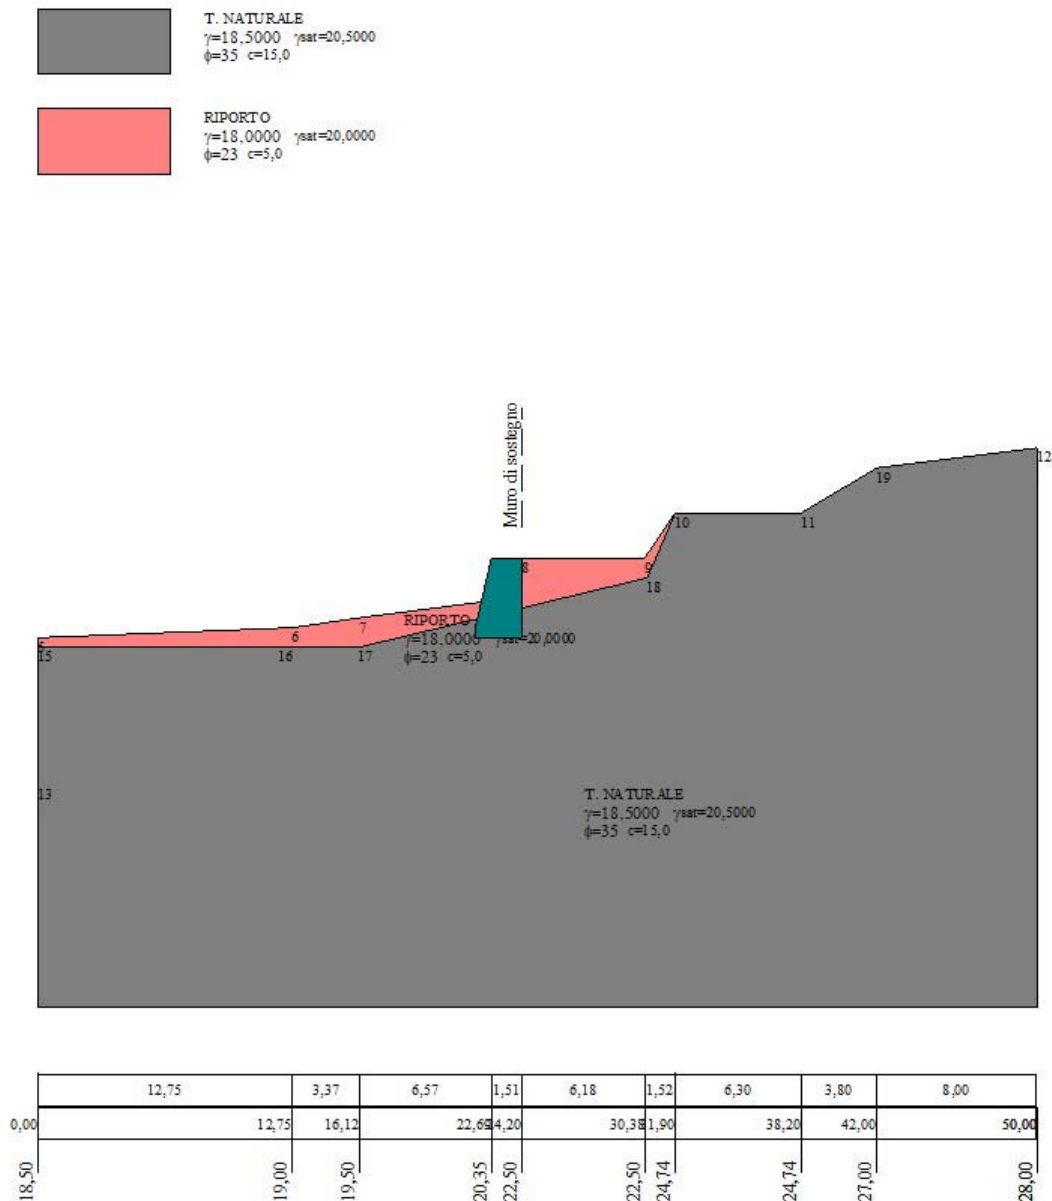 T. NATURALE
γ=18,5000 γsat=20,5000
ϕ=35 c=15,0
RIPORTO
γ=18,0000 γsat=20,0000
ϕ=23 c=5,0
Muro di sostegno
12
19
10
11
8
9
18
RIPORTO
γ=18,0000 γsat=20,0000
ϕ=23 c=5,0
6
7
15
16
17
13
T. NATURALE
γ=18,5000 γsat=20,5000
ϕ=35 c=15,0
12,75 3,37 6,57 1,51 6,18 1,52 6,30 3,80 8,00
0,00 12,75 16,12 22,69 24,20 30,38 31,90 38,20 42,00 50,00
18,50 19,00 19,50 20,35 22,50 22,50 24,74 24,74 27,00 28,00